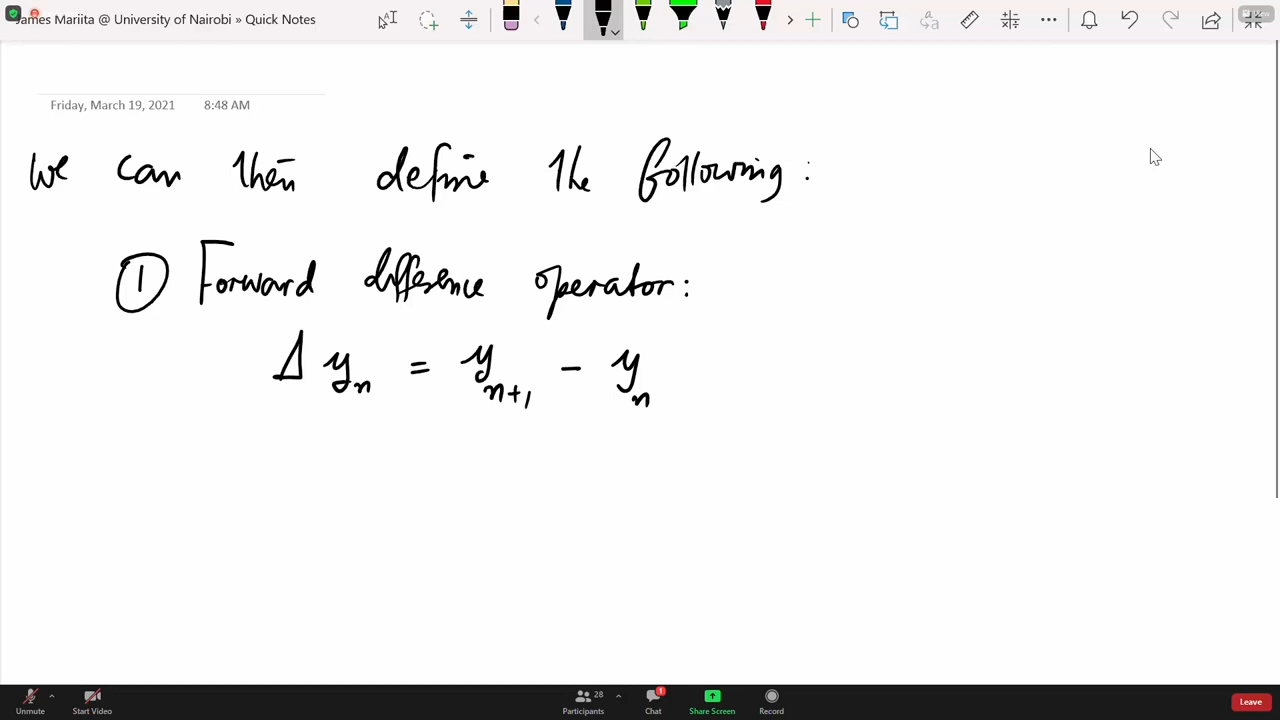 James Mariita @ University of Nairobi » Quick Notes
View
Friday, March 19, 2021 8:48 AM
We can then define the following :
① Forward difference operator:
Δ yₙ = yₙ₊₁ - yₙ
Unmute
Start Video
28
Participants
1
Chat
Share Screen
Record
Leave